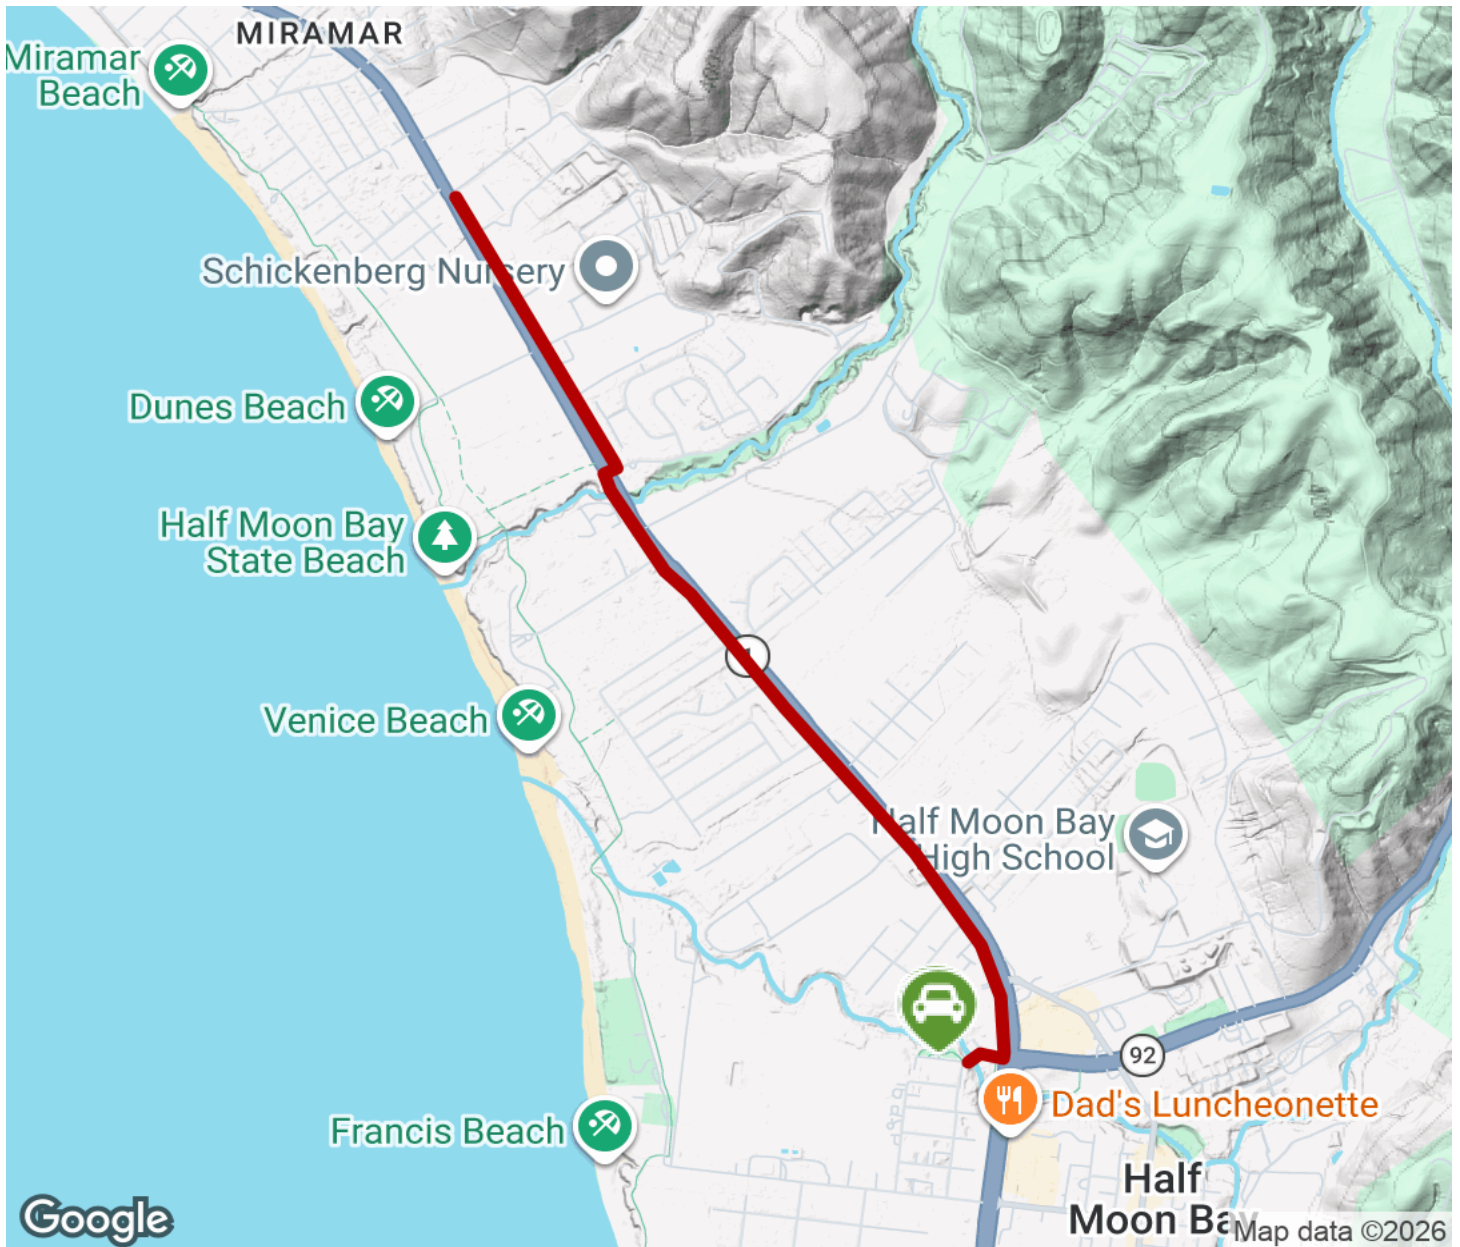 MIRAMAR
Miramar
Beach
Schickenberg Nursery
Dunes Beach
Half Moon Bay
State Beach
1
Venice Beach
Half Moon Bay
High School
92
Dad's Luncheonette
Francis Beach
Half
Moon Bay
Google
Map data ©2026